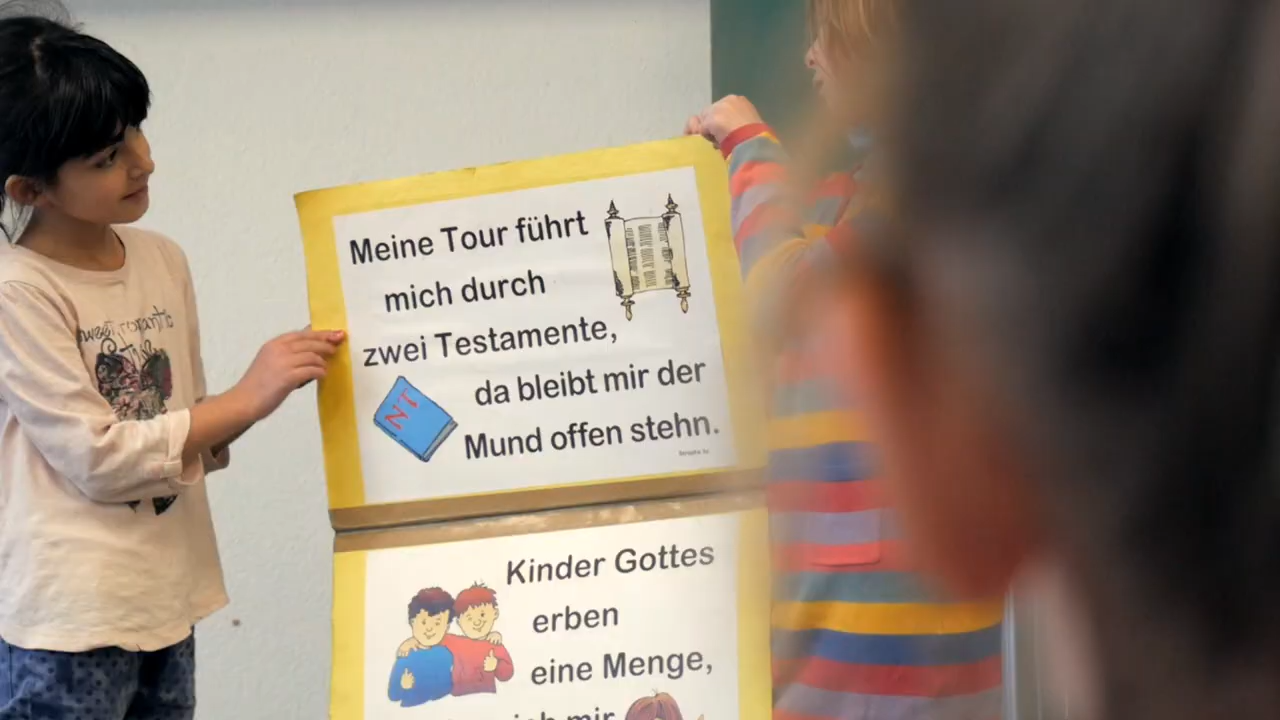 Meine Tour führt
mich durch
zwei Testamente,
da bleibt mir der
NT
Mund offen stehn.
Kinder Gottes
erben
eine Menge,
mir